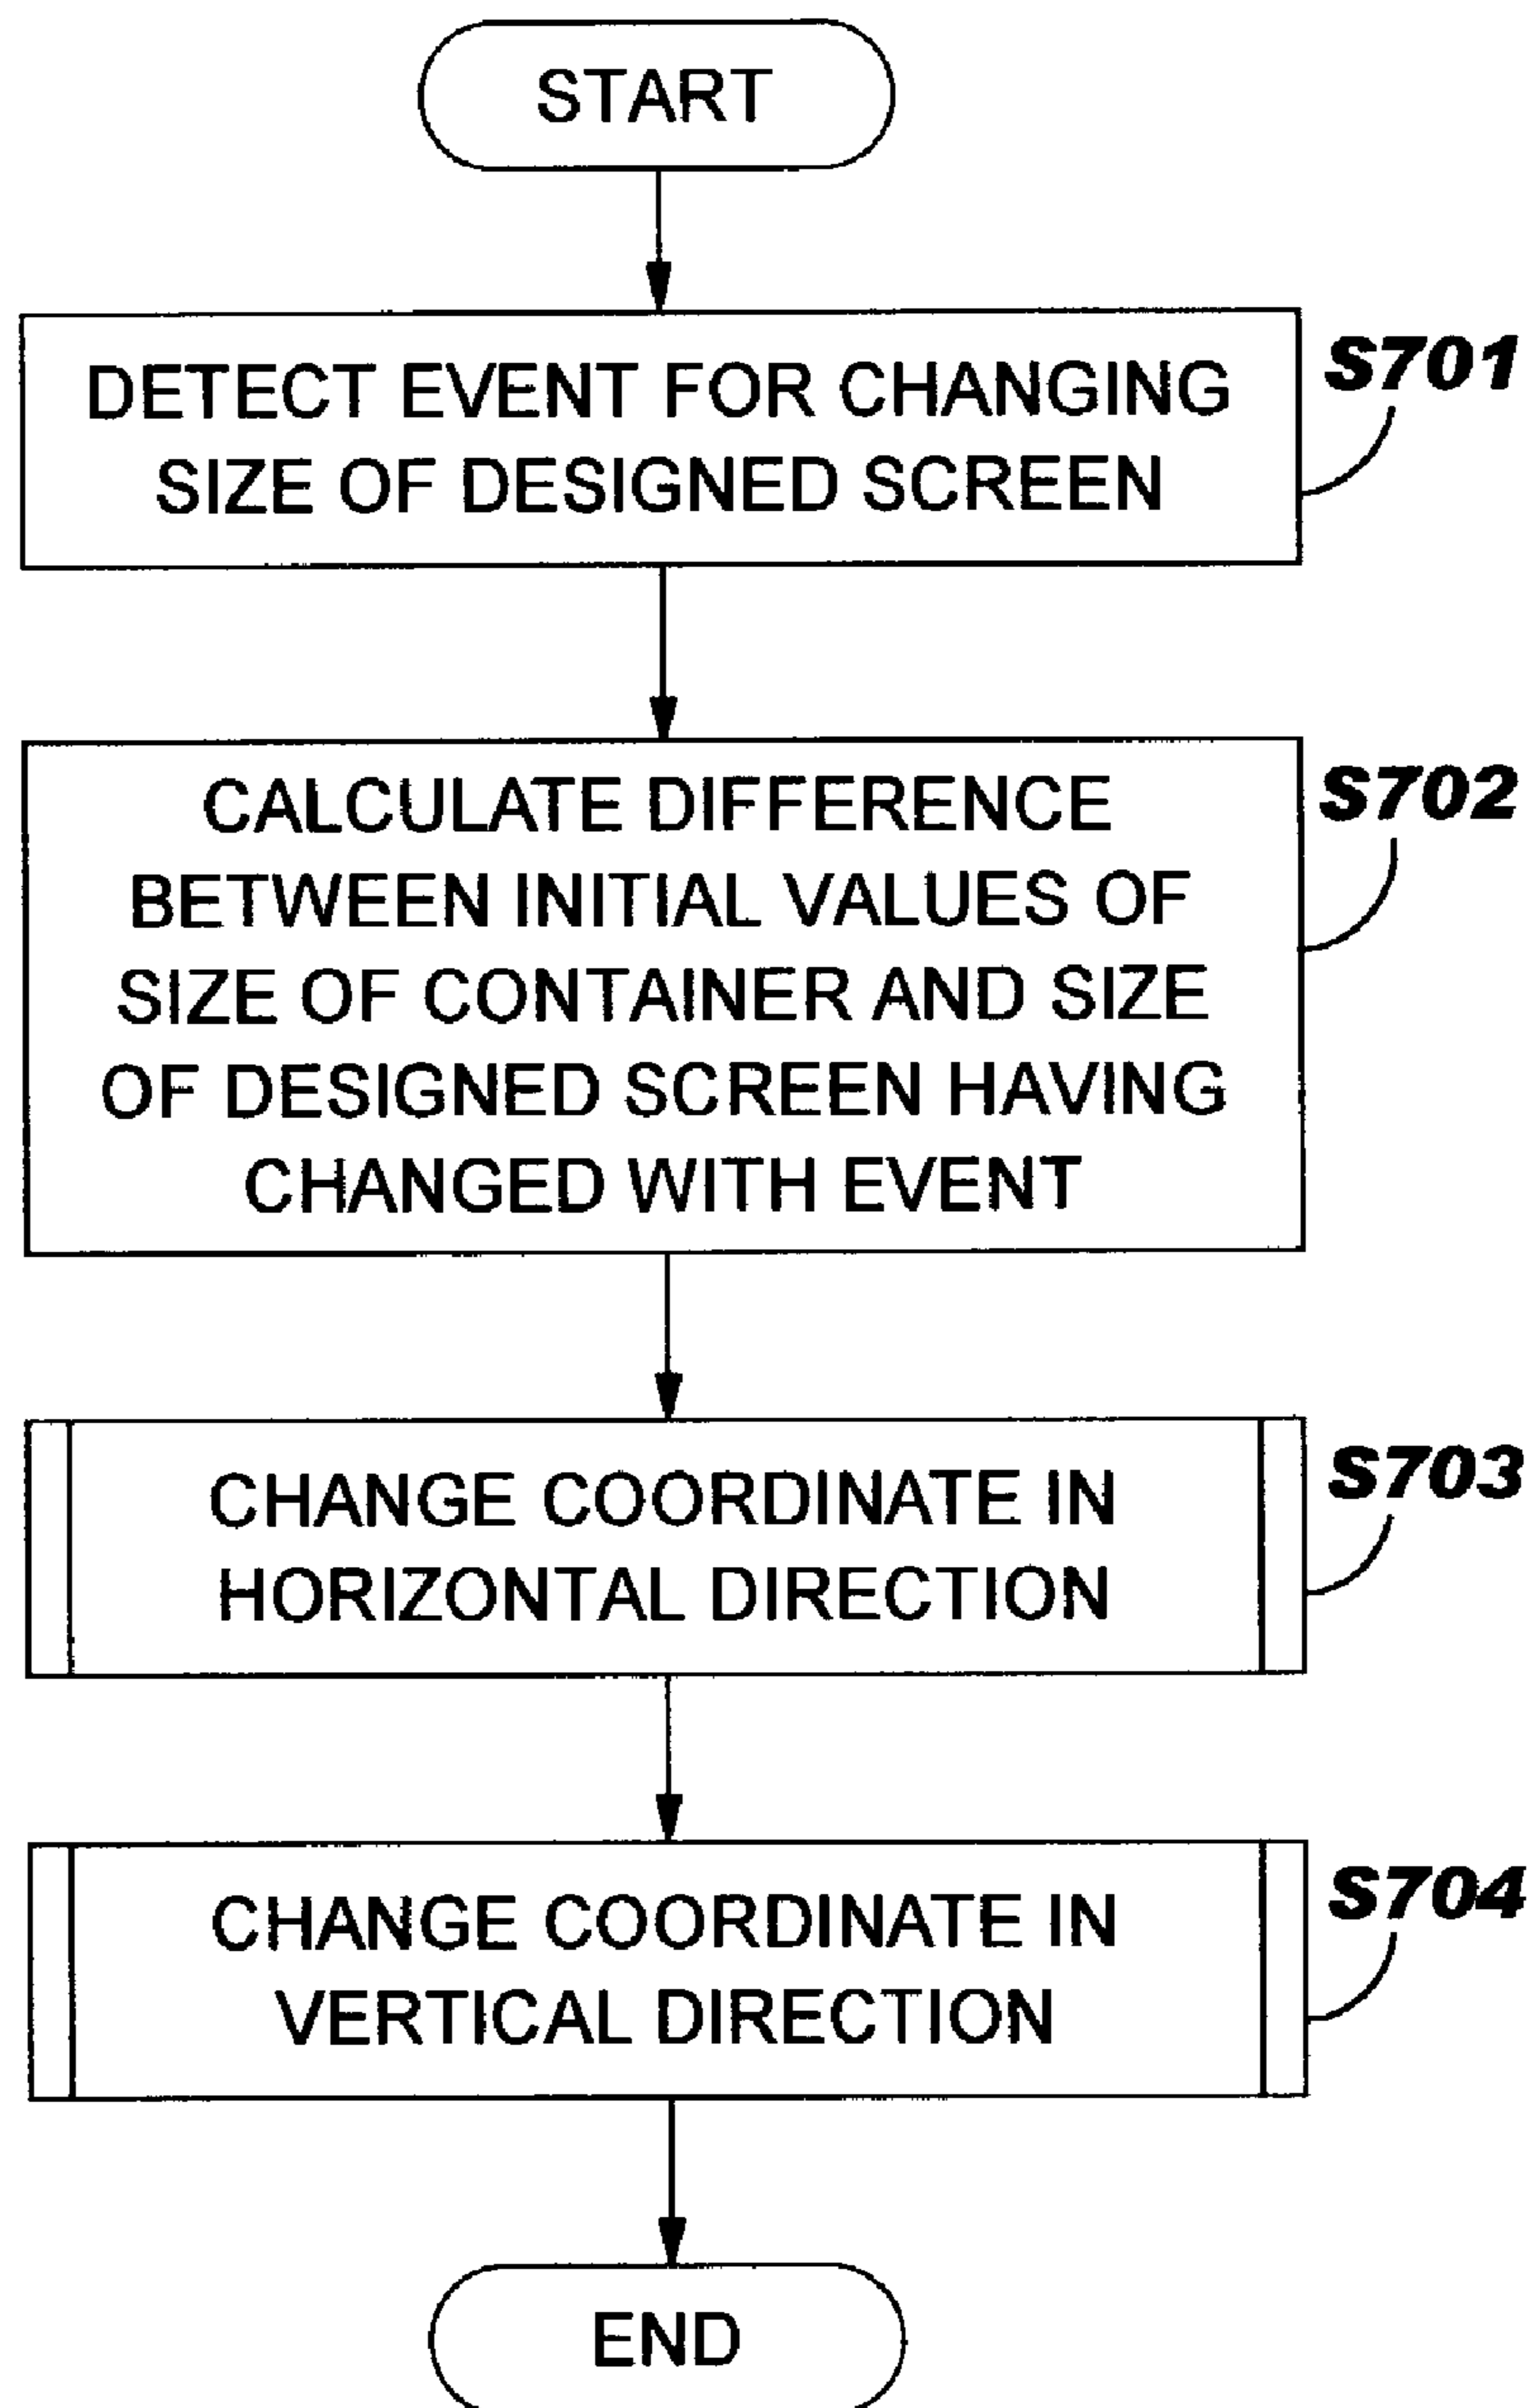 START
DETECT EVENT FOR CHANGING
SIZE OF DESIGNED SCREEN
S701
CALCULATE DIFFERENCE
BETWEEN INITIAL VALUES OF
SIZE OF CONTAINER AND SIZE
OF DESIGNED SCREEN HAVING
CHANGED WITH EVENT
S702
CHANGE COORDINATE IN
HORIZONTAL DIRECTION
S703
CHANGE COORDINATE IN
VERTICAL DIRECTION
S704
END